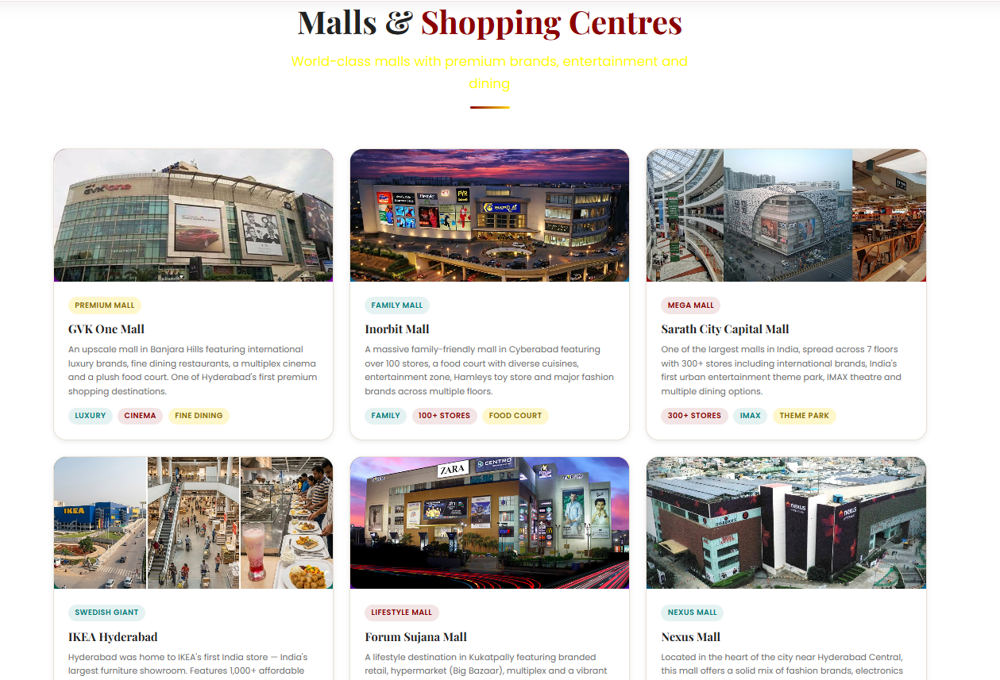 Malls & Shopping Centres
World-class malls with premium brands, entertainment and
dining
GVK one
PVR
PREMIUM MALL
GVK One Mall
An upscale mall in Banjara Hills featuring international
luxury brands, fine dining restaurants, a multiplex cinema
and a plush food court. One of Hyderabad's first premium
shopping destinations.
LUXURY
CINEMA
FINE DINING
FAMILY MALL
Inorbit Mall
A massive family-friendly mall in Cyberabad featuring
over 100 stores, a food court with diverse cuisines,
entertainment zone, Hamleys toy store and major fashion
brands across multiple floors.
FAMILY
100+ STORES
FOOD COURT
MEGA MALL
Sarath City Capital Mall
One of the largest malls in India, spread across 7 floors
with 300+ stores including international brands, India's
first urban entertainment theme park, IMAX theatre and
multiple dining options.
300+ STORES
IMAX
THEME PARK
IKEA
ZARA
CENTRO
FORUM
nexus
nexus
SWEDISH GIANT
IKEA Hyderabad
Hyderabad was home to IKEA's first India store — India's
largest furniture showroom. Features 1,000+ affordable
LIFESTYLE MALL
Forum Sujana Mall
A lifestyle destination in Kukatpally featuring branded
retail, hypermarket (Big Bazaar), multiplex and a vibrant
NEXUS MALL
Nexus Mall
Located in the heart of the city near Hyderabad Central,
this mall offers a solid mix of fashion brands, electronics